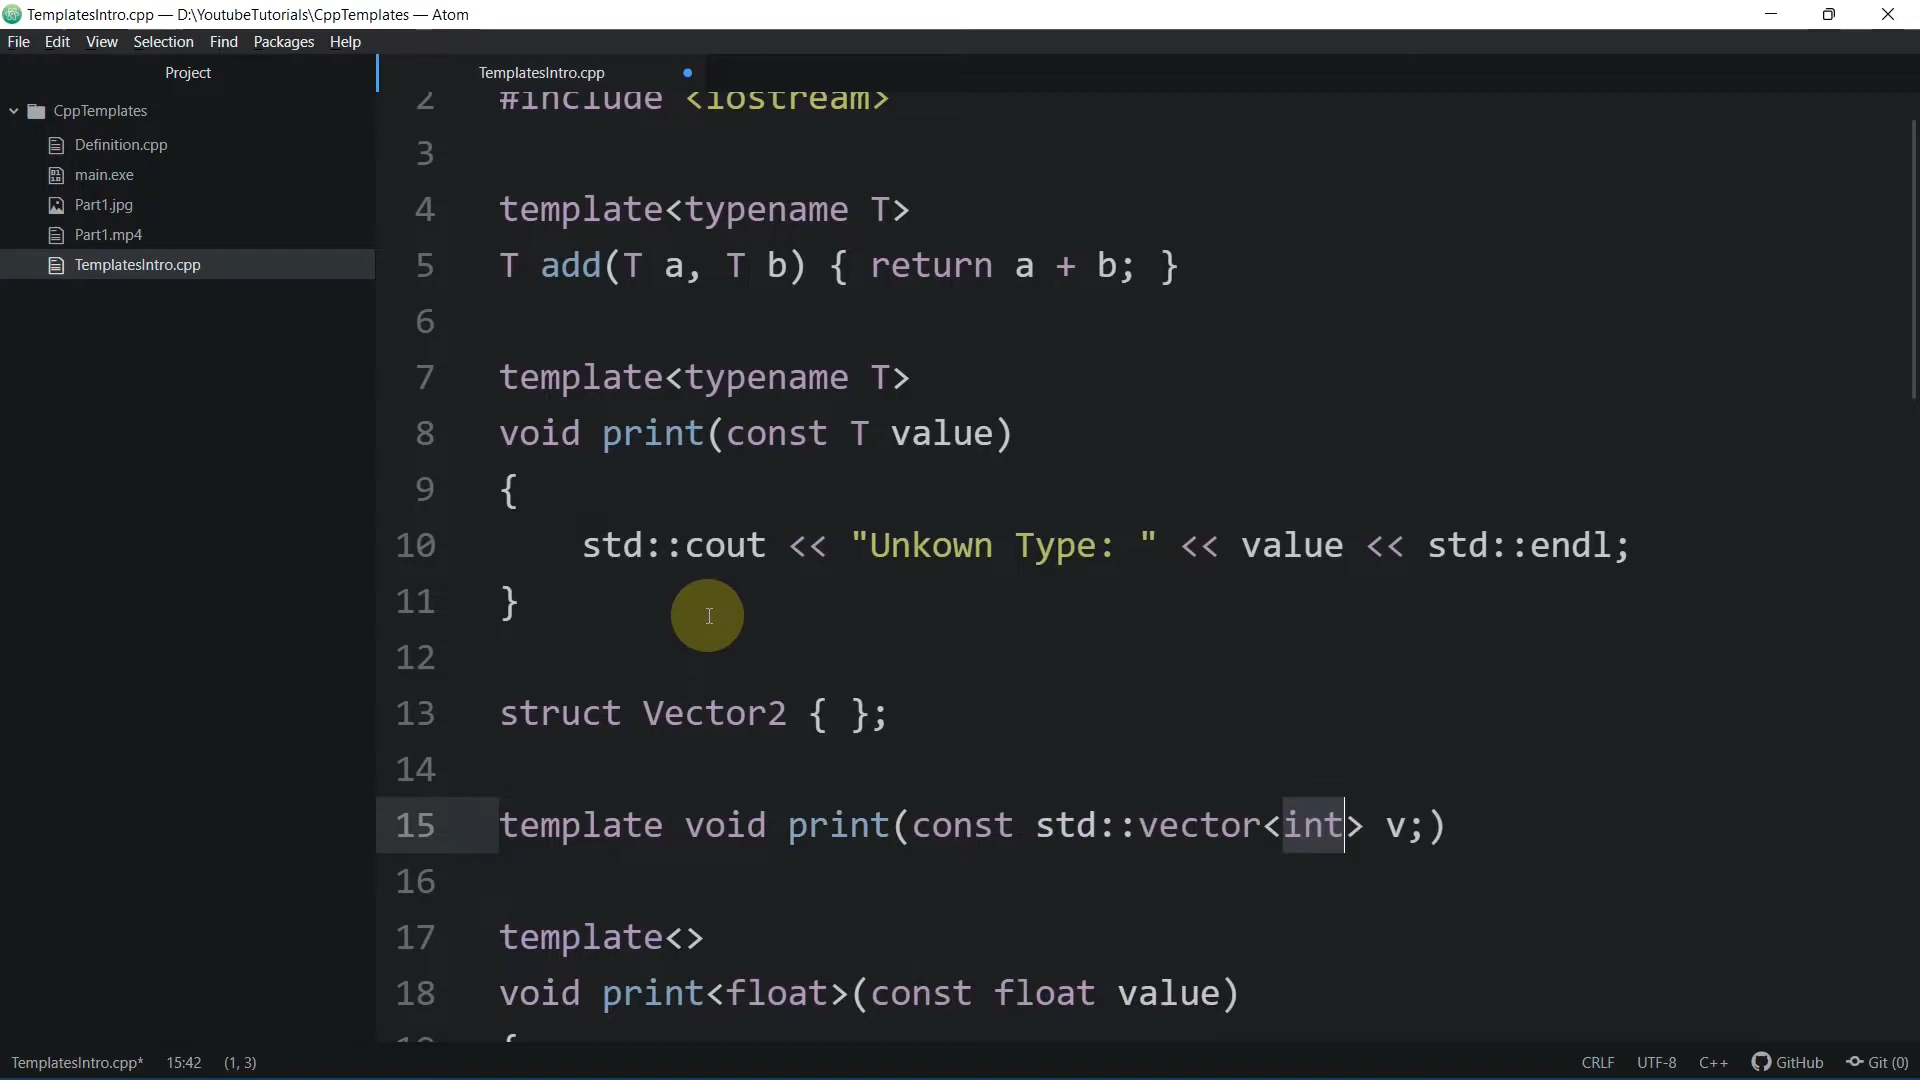 TemplatesIntro.cpp — D:\YoutubeTutorials\CppTemplates — Atom
File Edit View Selection Find Packages Help
Project
TemplatesIntro.cpp
CppTemplates
Definition.cpp
main.exe
Part1.jpg
Part1.mp4
TemplatesIntro.cpp
2 #include <iostream>
3
4 template<typename T>
5 T add(T a, T b) { return a + b; }
6
7 template<typename T>
8 void print(const T value)
9 {
10 std::cout << "Unkown Type: " << value << std::endl;
11 }
12
13 struct Vector2 { };
14
15 template void print(const std::vector<int> v;)
16
17 template<>
18 void print<float>(const float value)
TemplatesIntro.cpp* 15:42 (1, 3) CRLF UTF-8 C++ GitHub Git (0)